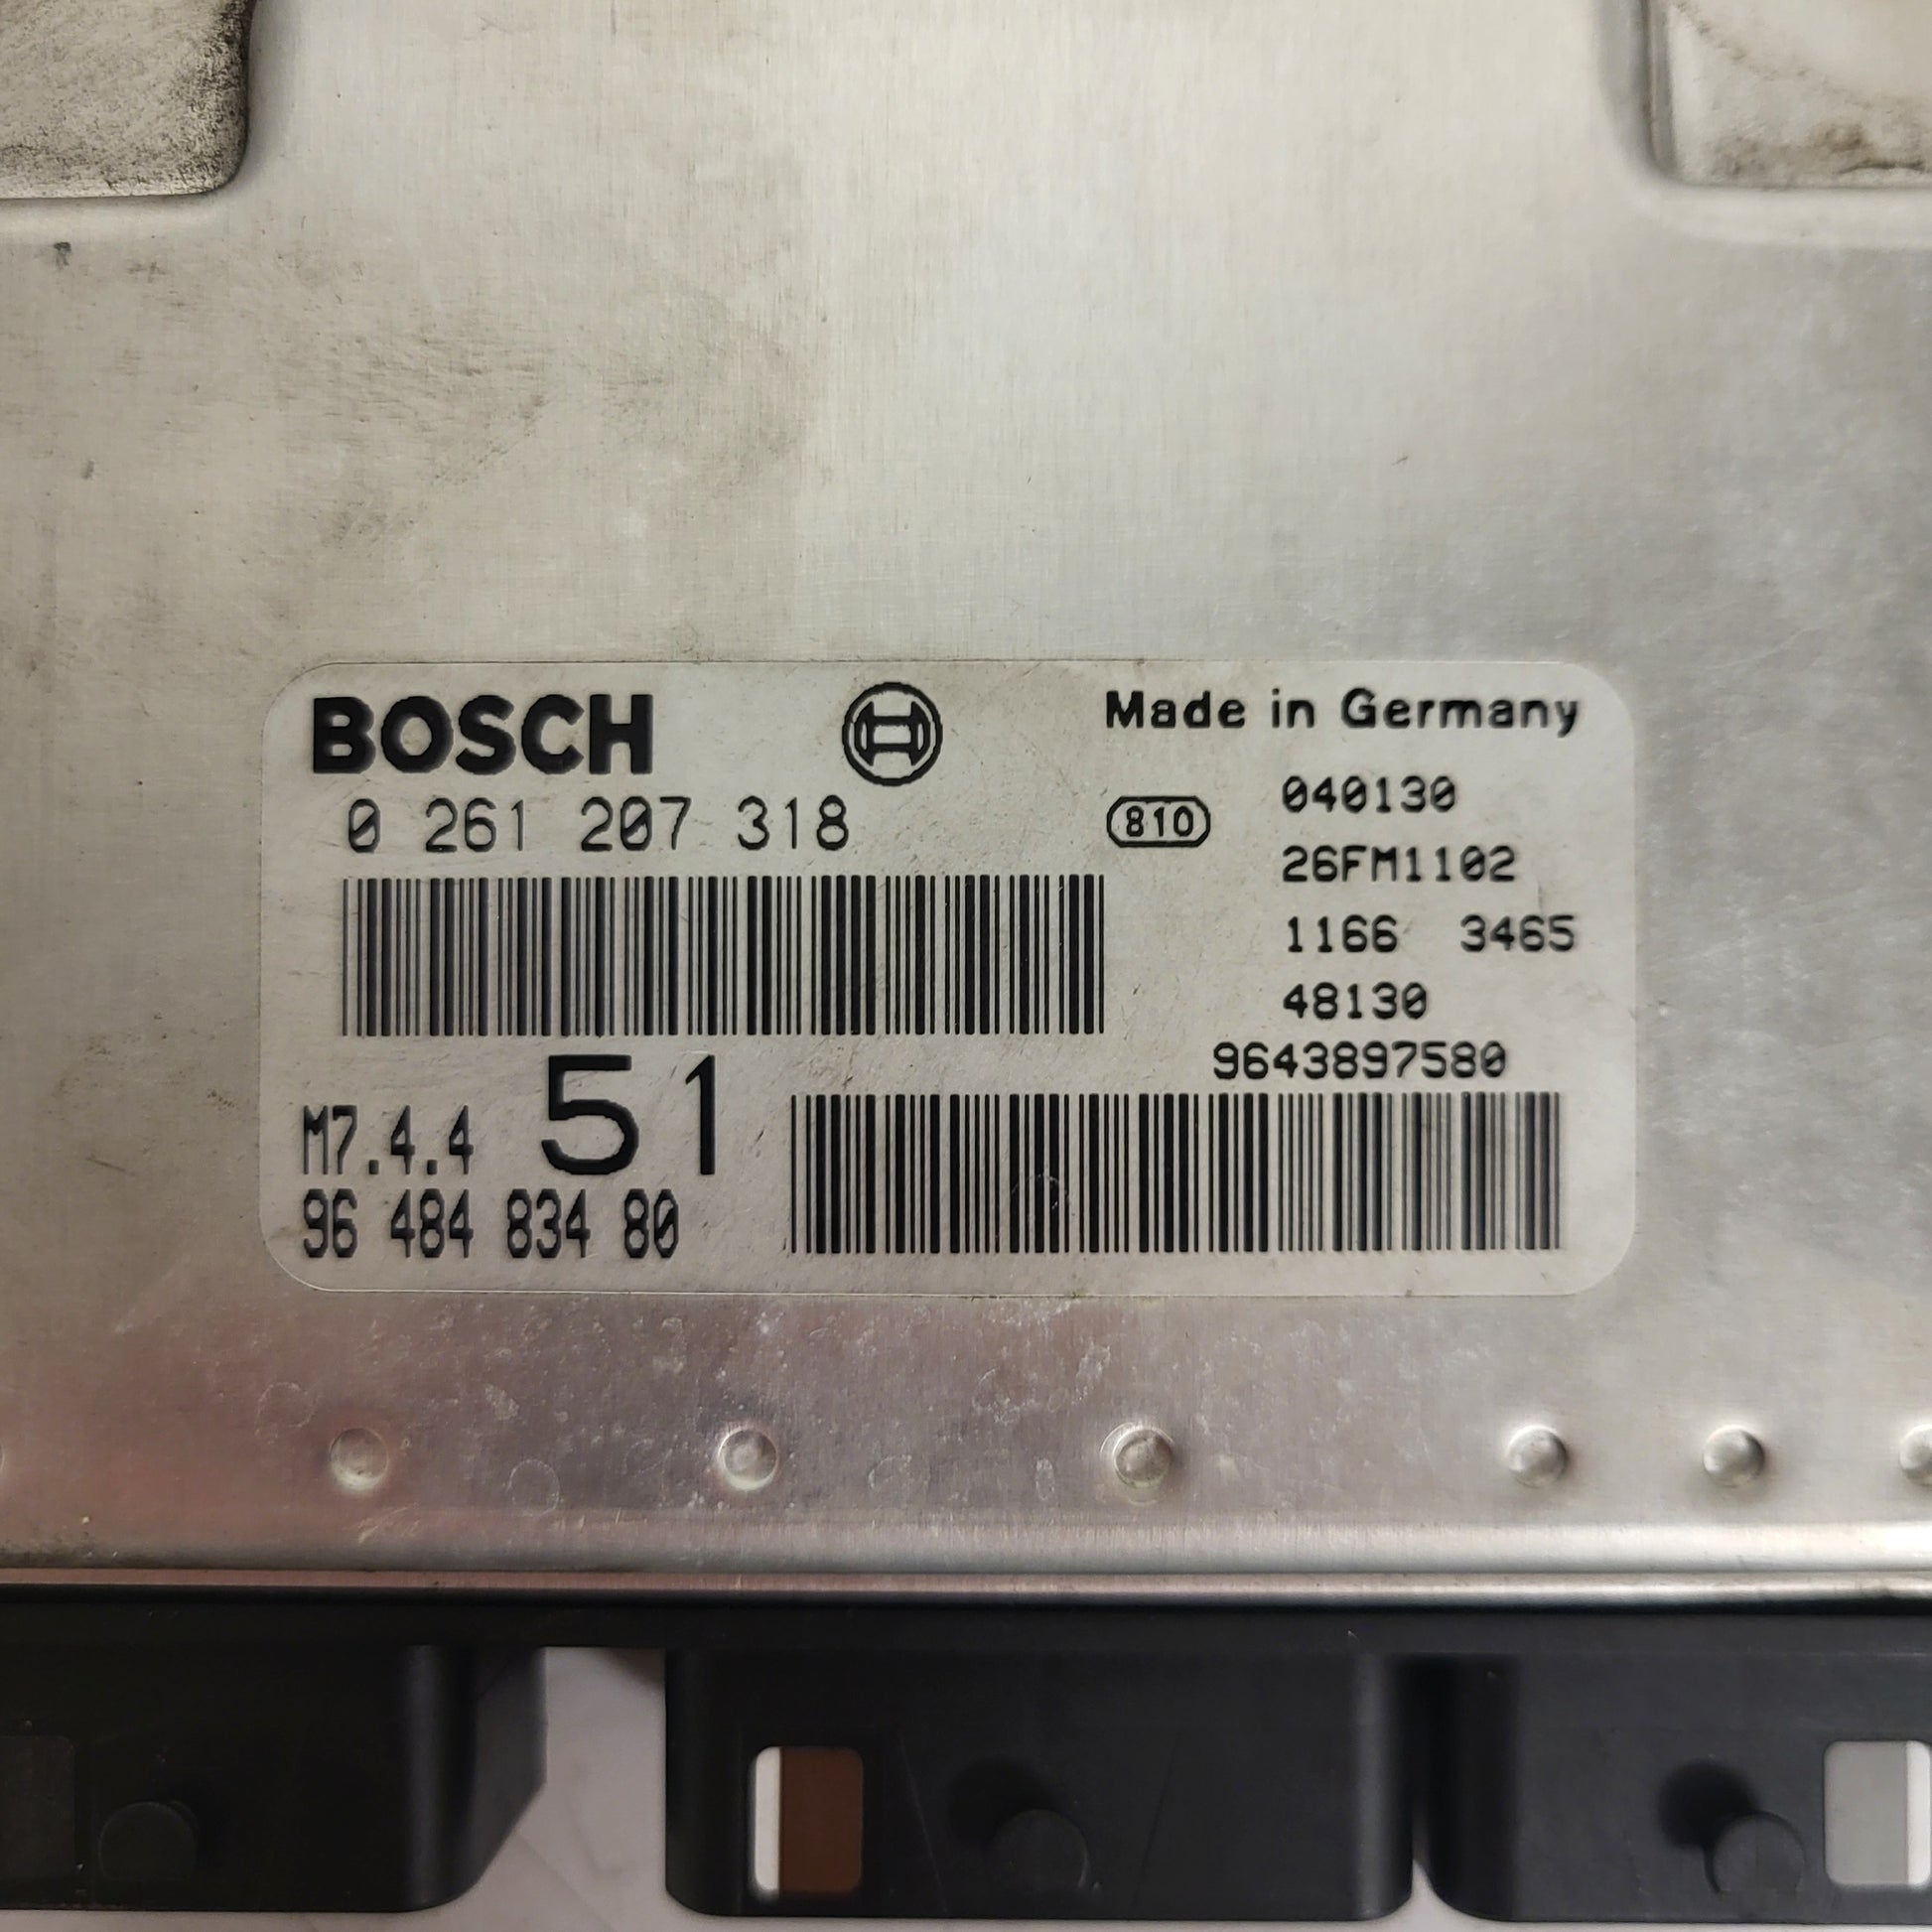 BOSCH
Made in Germany
0 261 207 318
810
040130
26FM1102
1166 3465
48130
9643897580
M7.4.4 51
96 484 834 80